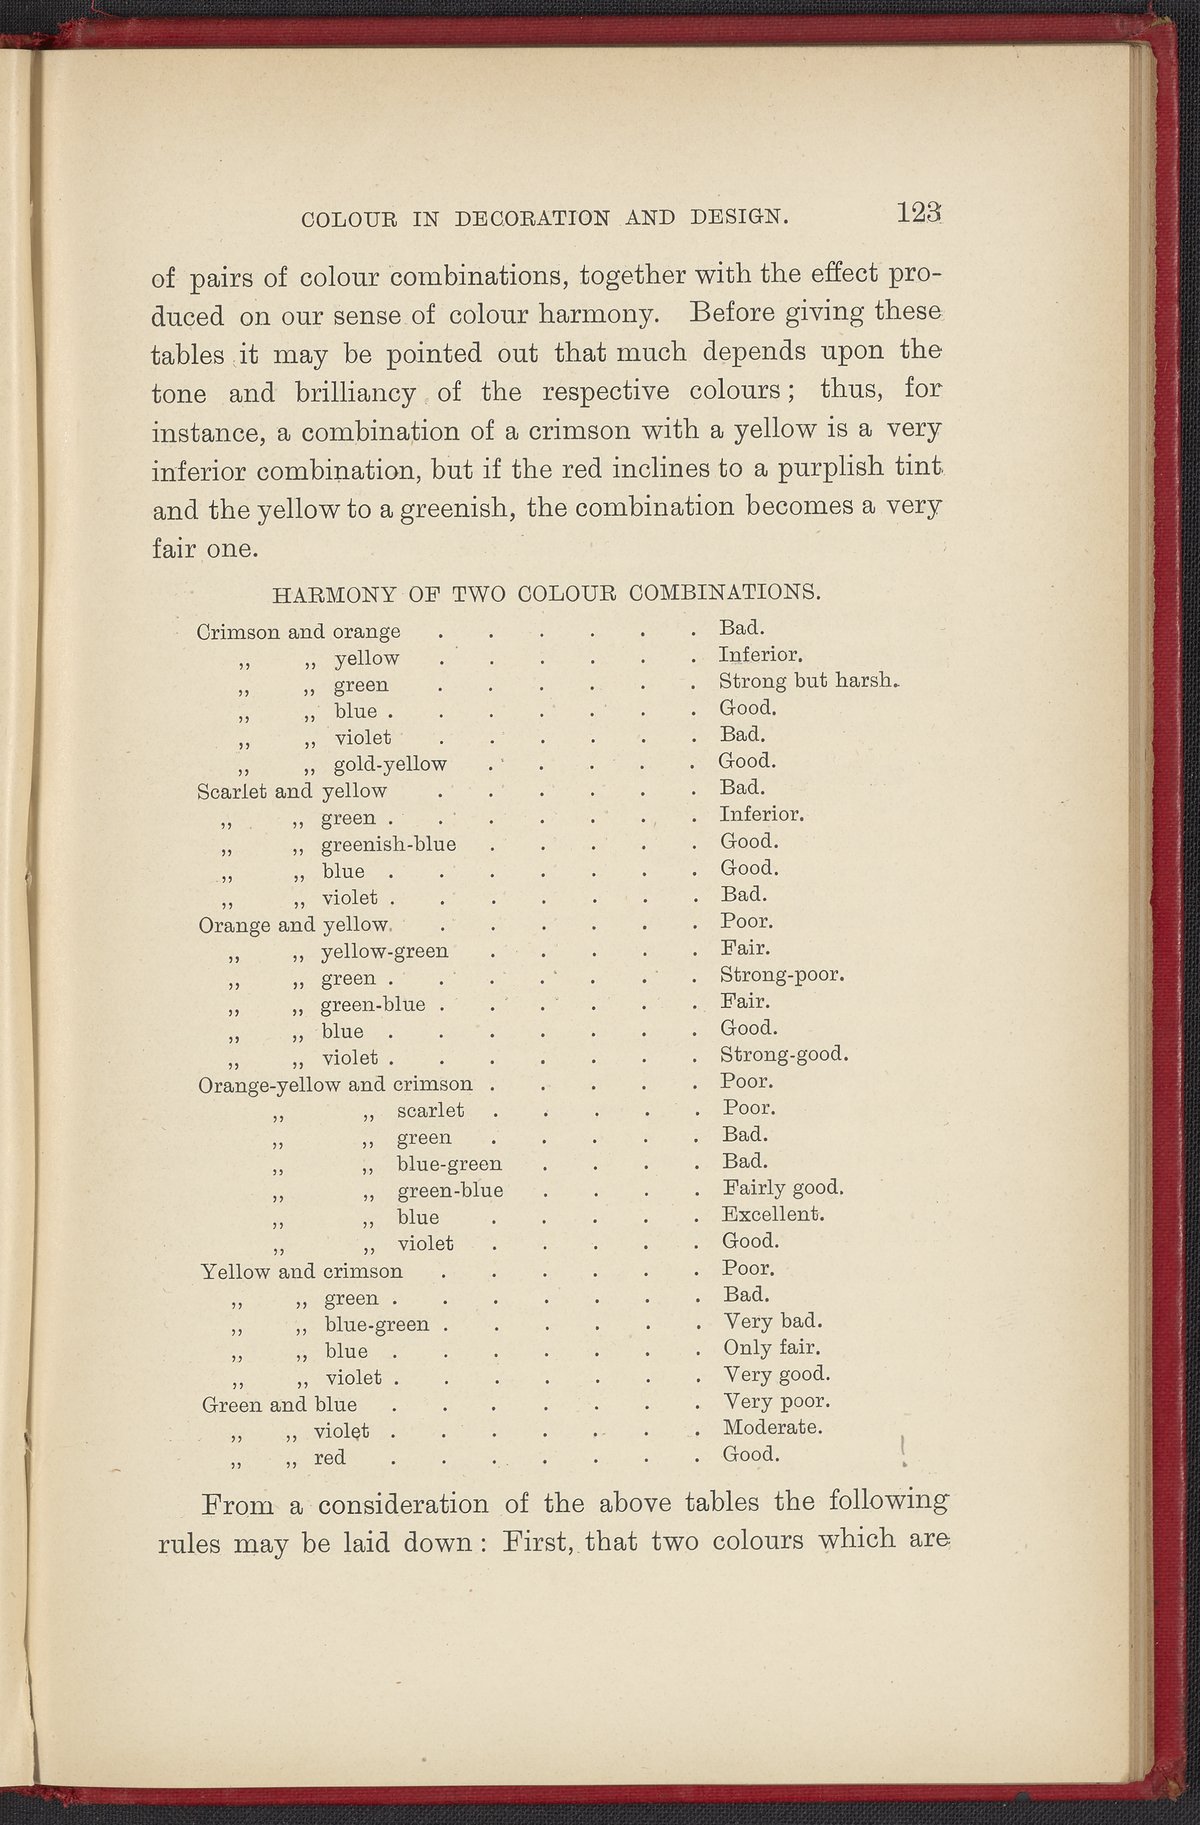 COLOUR IN DECORATION AND DESIGN. 123
of pairs of colour combinations, together with the effect pro-
duced on our sense of colour harmony. Before giving these
tables it may be pointed out that much depends upon the
tone and brilliancy of the respective colours; thus, for
instance, a combination of a crimson with a yellow is a very
inferior combination, but if the red inclines to a purplish tint
and the yellow to a greenish, the combination becomes a very
fair one.
HARMONY OF TWO COLOUR COMBINATIONS.
Crimson and orange . . . . . . Bad.
,, ,, yellow . . . . . . Inferior.
,, ,, green . . . . . . Strong but harsh.
,, ,, blue . . . . . . . Good.
,, ,, violet . . . . . . Bad.
,, ,, gold-yellow . . . . . Good.
Scarlet and yellow . . . . . . Bad.
,, ,, green . . . . . . . Inferior.
,, ,, greenish-blue . . . . . Good.
,, ,, blue . . . . . . . Good.
,, ,, violet . . . . . . . Bad.
Orange and yellow . . . . . . Poor.
,, ,, yellow-green . . . . . Fair.
,, ,, green . . . . . . . Strong-poor.
,, ,, green-blue . . . . . . Fair.
,, ,, blue . . . . . . . Good.
,, ,, violet . . . . . . . Strong-good.
Orange-yellow and crimson . . . . . Poor.
,, ,, scarlet . . . . . Poor.
,, ,, green . . . . . Bad.
,, ,, blue-green . . . . Bad.
,, ,, green-blue . . . . Fairly good.
,, ,, blue . . . . . Excellent.
,, ,, violet . . . . . Good.
Yellow and crimson . . . . . . Poor.
,, ,, green . . . . . . . Bad.
,, ,, blue-green . . . . . . Very bad.
,, ,, blue . . . . . . . Only fair.
,, ,, violet . . . . . . . Very good.
Green and blue . . . . . . . Very poor.
,, ,, violet . . . . . . . Moderate.
,, ,, red . . . . . . . Good.
From a consideration of the above tables the following
rules may be laid down: First, that two colours which are